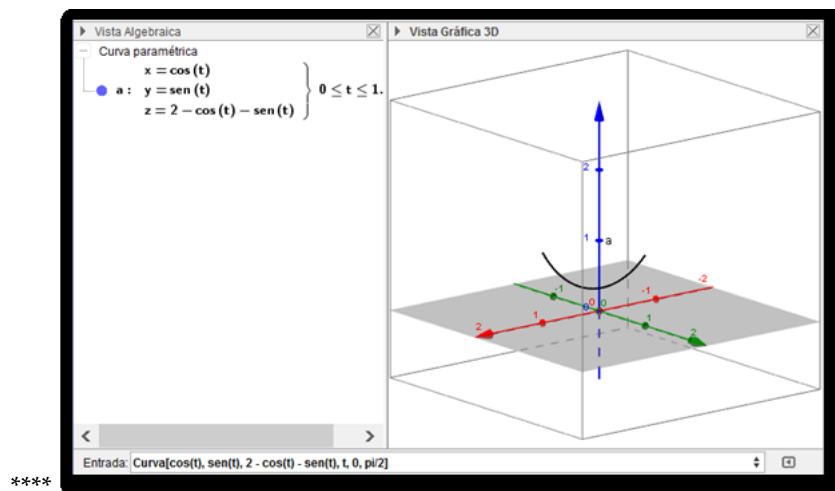 Vista Algebraica
Vista Gráfica 3D
Curva paramétrica
x = cos (t)
a : y = sen (t) 0 ≤ t ≤ 1.
z = 2 − cos (t) − sen (t)
2
1
a
0
0
0
-1
-1
-2
1
2
1
2
Entrada: Curva[cos(t), sen(t), 2 - cos(t) - sen(t), t, 0, pi/2]
****